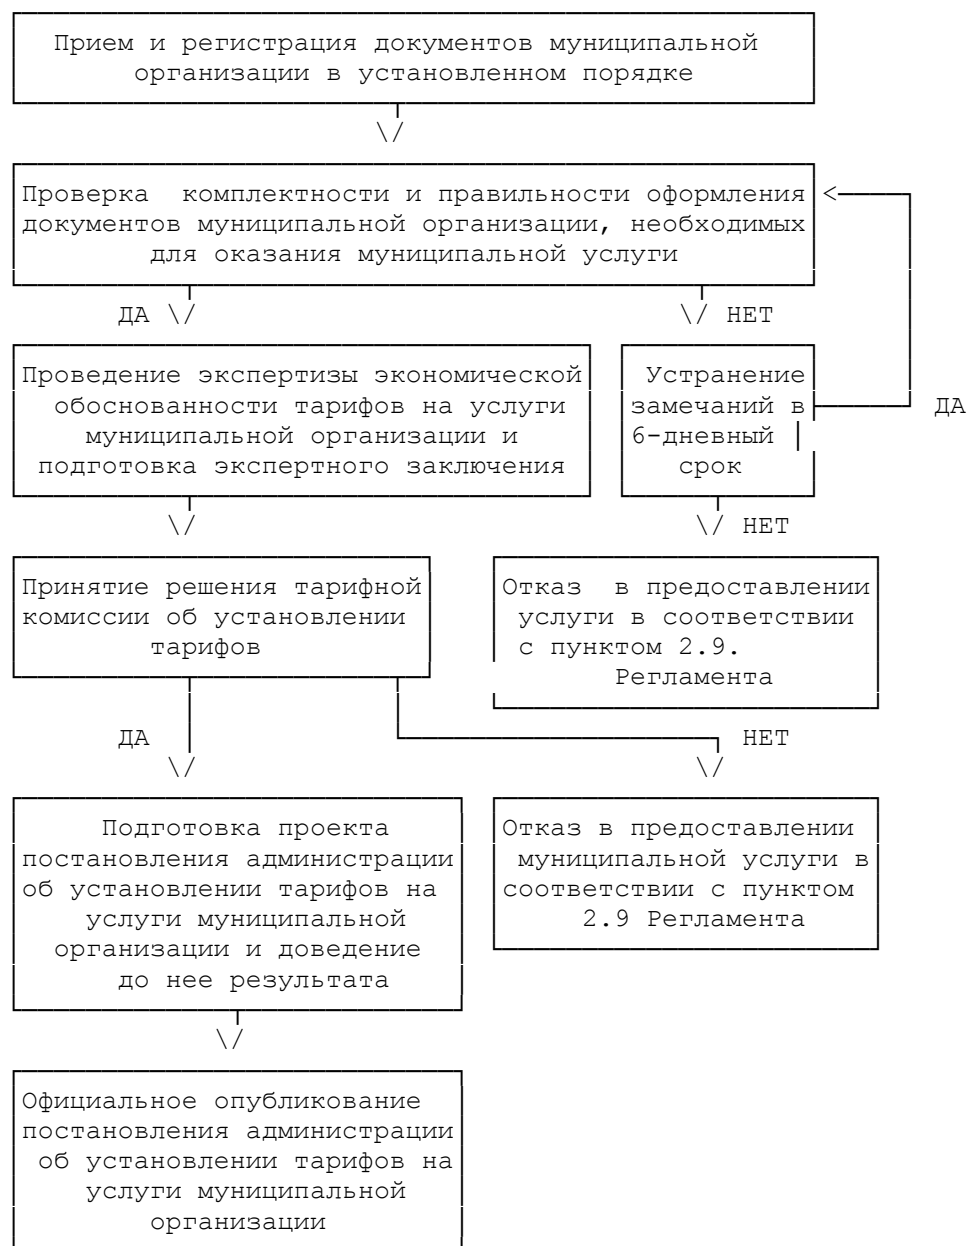 Прием и регистрация документов муниципальной
организации в установленном порядке
Проверка комплектности и правильности оформления
документов муниципальной организации, необходимых
для оказания муниципальной услуги
ДА
НЕТ
Проведение экспертизы экономической
обоснованности тарифов на услуги
муниципальной организации и
подготовка экспертного заключения
Устранение
замечаний в
6-дневный
срок
ДА
НЕТ
Принятие решения тарифной
комиссии об установлении
тарифов
Отказ в предоставлении
услуги в соответствии
с пунктом 2.9.
Регламента
ДА
НЕТ
Подготовка проекта
постановления администрации
об установлении тарифов на
услуги муниципальной
организации и доведение
до нее результата
Отказ в предоставлении
муниципальной услуги в
соответствии с пунктом
2.9 Регламента
Официальное опубликование
постановления администрации
об установлении тарифов на
услуги муниципальной
организации